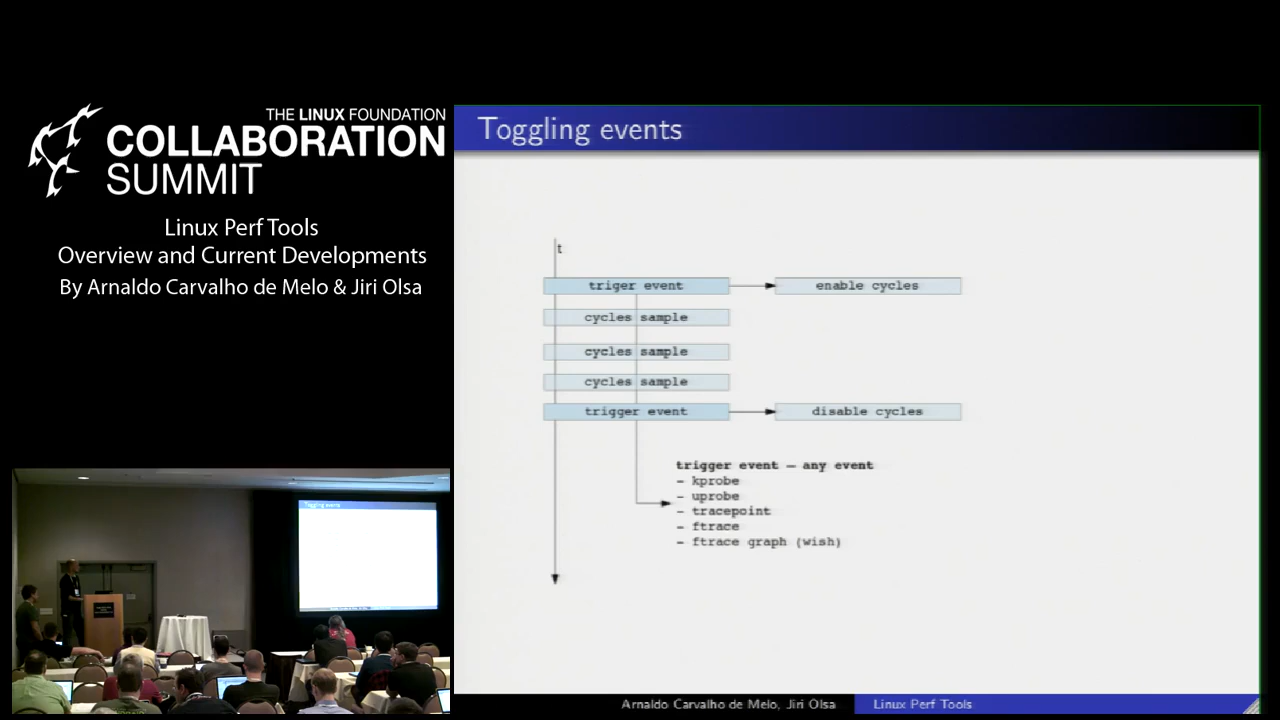 THE LINUX FOUNDATION
COLLABORATION
SUMMIT
Linux Perf Tools
Overview and Current Developments
By Arnaldo Carvalho de Melo & Jiri Olsa
Toggling events
t
triger event
enable cycles
cycles sample
cycles sample
cycles sample
trigger event
disable cycles
trigger event – any event
– kprobe
– uprobe
– tracepoint
– ftrace
– ftrace graph (wish)
Arnaldo Carvalho de Melo, Jiri Olsa
Linux Perf Tools
Toggling events